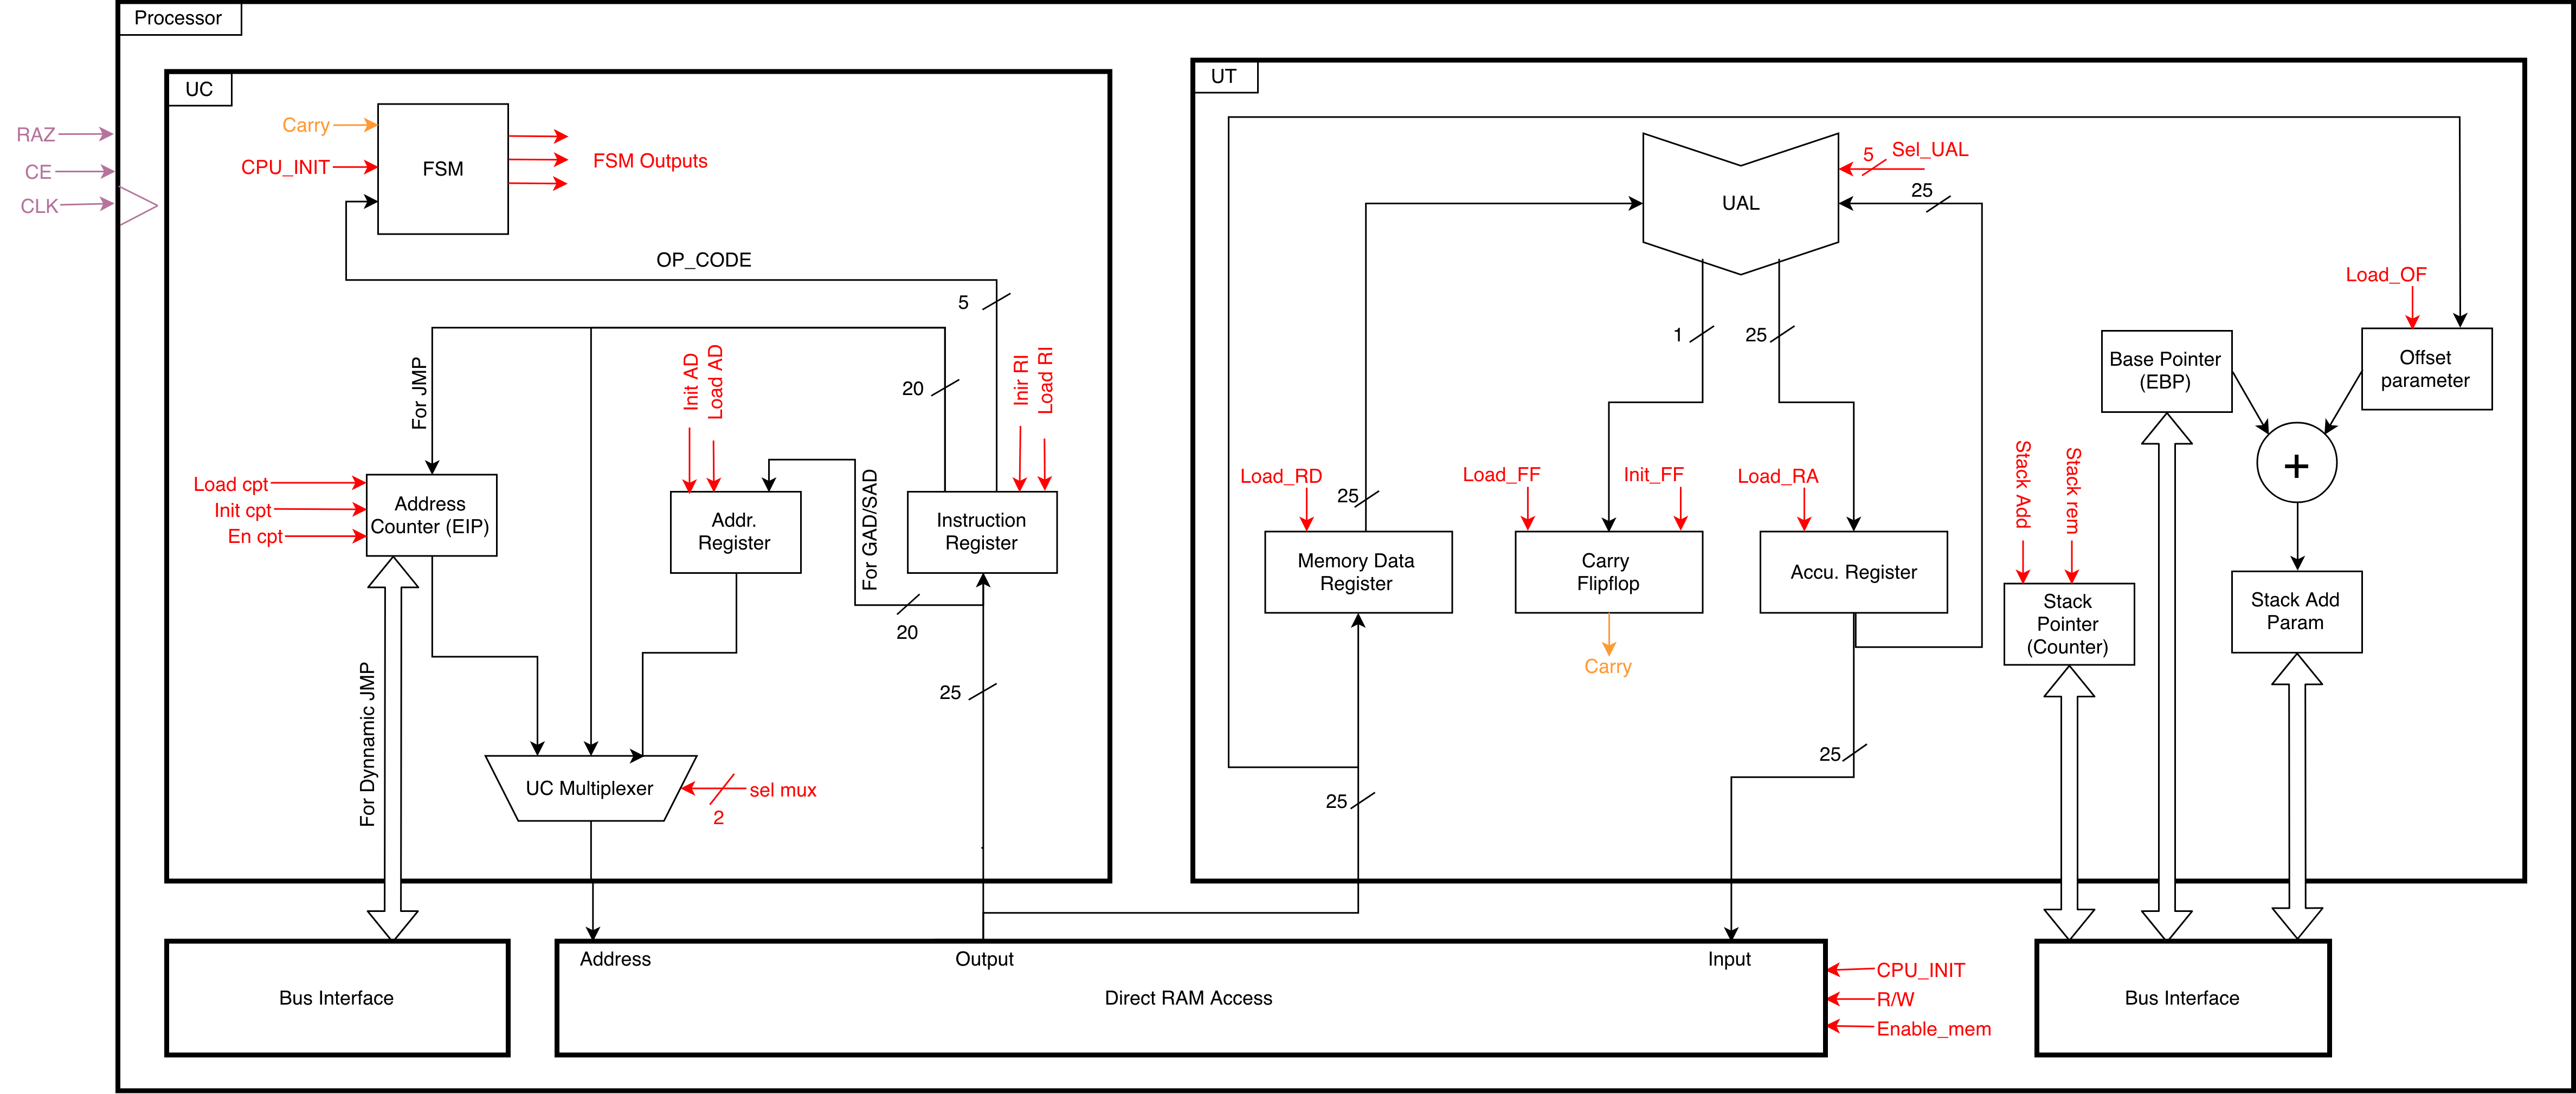 Processor
UC
UT
RAZ
CE
CLK
Carry
CPU_INIT
FSM
FSM Outputs
OP_CODE
5
For JMP
20
Init AD
Load AD
Inir RI
Load RI
Load cpt
Init cpt
En cpt
Address
Counter (EIP)
Addr.
Register
For GAD/SAD
Instruction
Register
20
25
For Dynnamic JMP
UC Multiplexer
sel mux
2
UAL
5
Sel_UAL
25
1
25
Load_OF
Base Pointer
(EBP)
Offset
parameter
+
Load_RD
25
Load_FF
Init_FF
Load_RA
Stack Add
Stack rem
Memory Data
Register
Carry
Flipflop
Accu. Register
Stack
Pointer
(Counter)
Stack Add
Param
Carry
25
25
Bus Interface
Address
Output
Input
Direct RAM Access
CPU_INIT
R/W
Enable_mem
Bus Interface